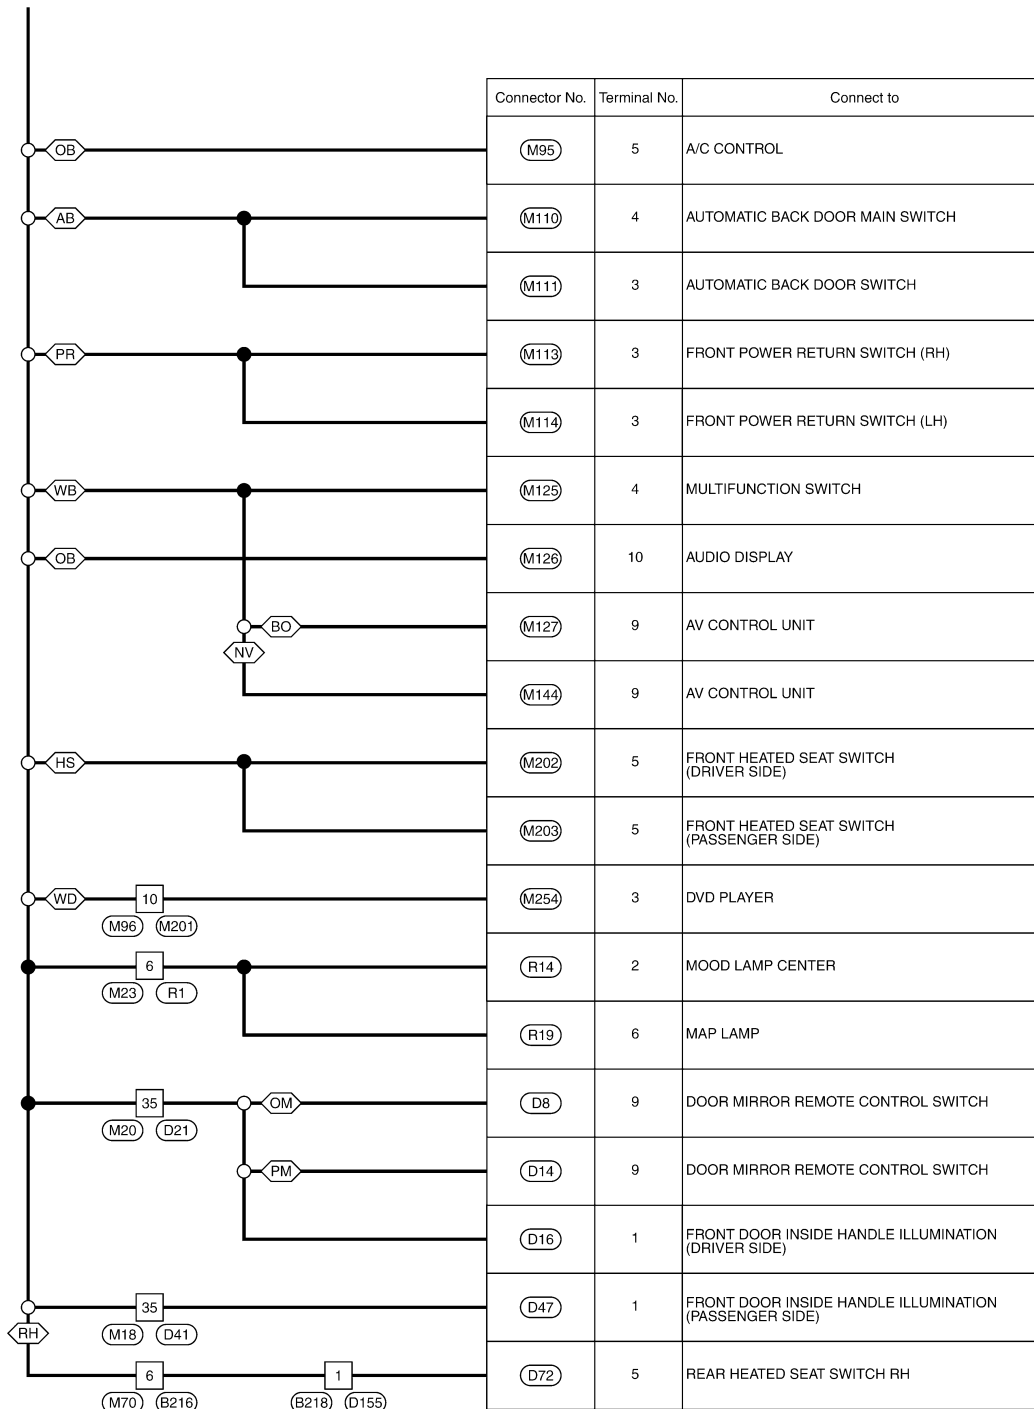 Connector No. Terminal No. Connect to
OB M95 5 A/C CONTROL
AB M110 4 AUTOMATIC BACK DOOR MAIN SWITCH
M111 3 AUTOMATIC BACK DOOR SWITCH
PR M113 3 FRONT POWER RETURN SWITCH (RH)
M114 3 FRONT POWER RETURN SWITCH (LH)
WB M125 4 MULTIFUNCTION SWITCH
OB M126 10 AUDIO DISPLAY
BO M127 9 AV CONTROL UNIT
NV
M144 9 AV CONTROL UNIT
HS M202 5 FRONT HEATED SEAT SWITCH
(DRIVER SIDE)
M203 5 FRONT HEATED SEAT SWITCH
(PASSENGER SIDE)
WD 10 M254 3 DVD PLAYER
M96 M201
6 R14 2 MOOD LAMP CENTER
M23 R1
R19 6 MAP LAMP
35 OM D8 9 DOOR MIRROR REMOTE CONTROL SWITCH
M20 D21
PM D14 9 DOOR MIRROR REMOTE CONTROL SWITCH
D16 1 FRONT DOOR INSIDE HANDLE ILLUMINATION
(DRIVER SIDE)
35 D47 1 FRONT DOOR INSIDE HANDLE ILLUMINATION
(PASSENGER SIDE)
RH M18 D41
6 1 D72 5 REAR HEATED SEAT SWITCH RH
M70 B216 B218 D155